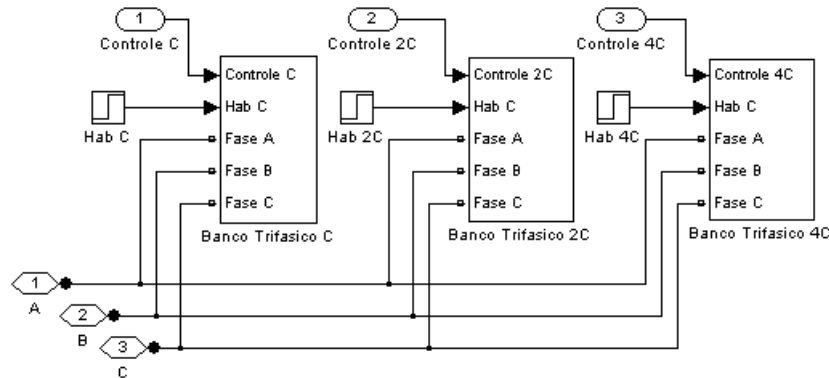 1
2
3
Controle C
Controle 2C
Controle 4C
Controle C
Hab C
Fase A
Fase B
Fase C
Controle 2C
Hab C
Fase A
Fase B
Fase C
Controle 4C
Hab C
Fase A
Fase B
Fase C
Hab C
Hab 2C
Hab 4C
Banco Trifasico C
Banco Trifasico 2C
Banco Trifasico 4C
1
A
2
B
3
C